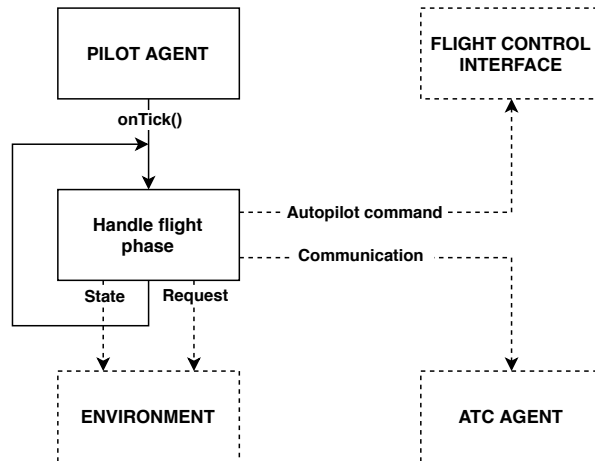 PILOT AGENT
FLIGHT CONTROL
INTERFACE
onTick()
Handle flight
phase
Autopilot command
Communication
State
Request
ENVIRONMENT
ATC AGENT